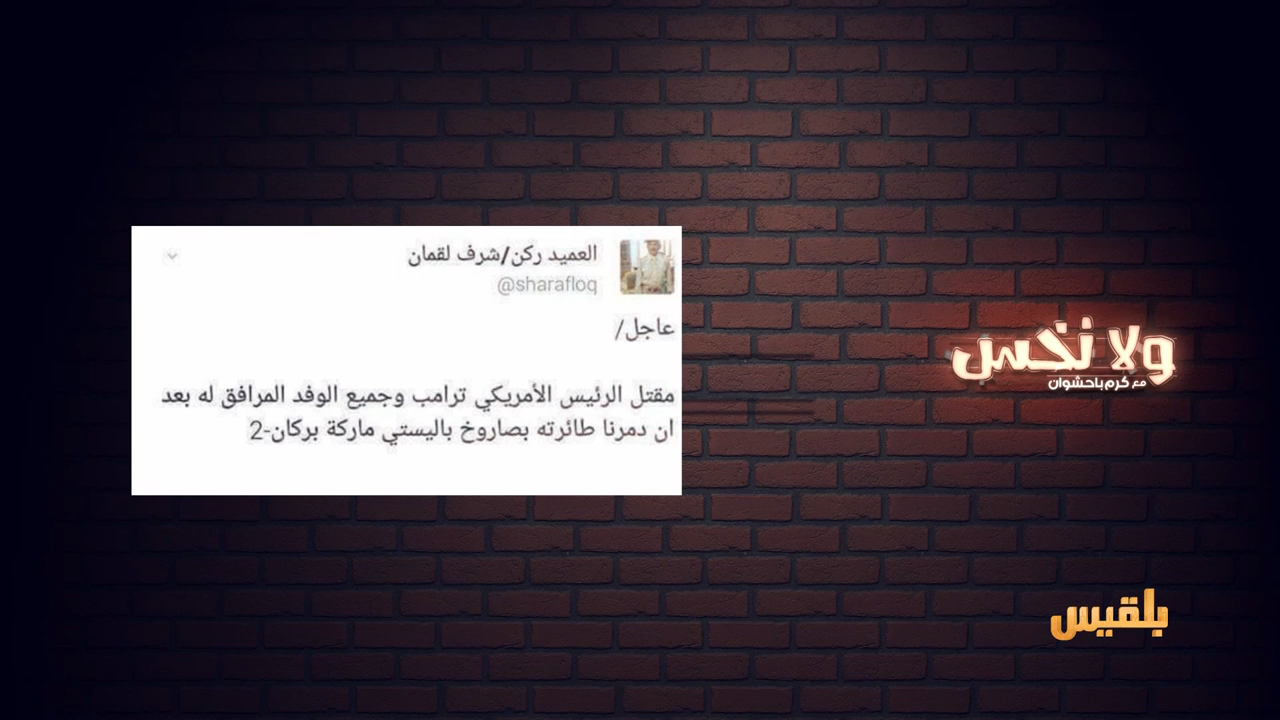 العميد ركن/شرف لقمان
@sharafloq
عاجل/
مقتل الرئيس الأمريكي ترامب وجميع الوفد المرافق له بعد
ان دمرنا طائرته بصاروخ باليستي ماركة بركان-2
ولا نخس
مع كرم باحشوان
بلقيس